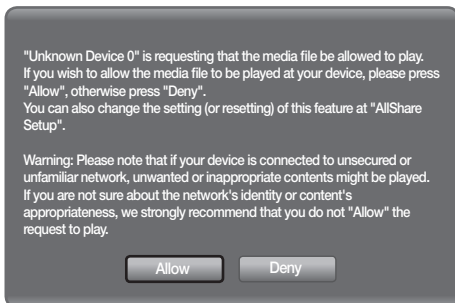 "Unknown Device 0" is requesting that the media file be allowed to play.
If you wish to allow the media file to be played at your device, please press
"Allow", otherwise press "Deny".
You can also change the setting (or resetting) of this feature at "AllShare
Setup".
Warning: Please note that if your device is connected to unsecured or
unfamiliar network, unwanted or inappropriate contents might be played.
If you are not sure about the network's identity or content's
appropriateness, we strongly recommend that you do not "Allow" the
request to play.
Allow
Deny